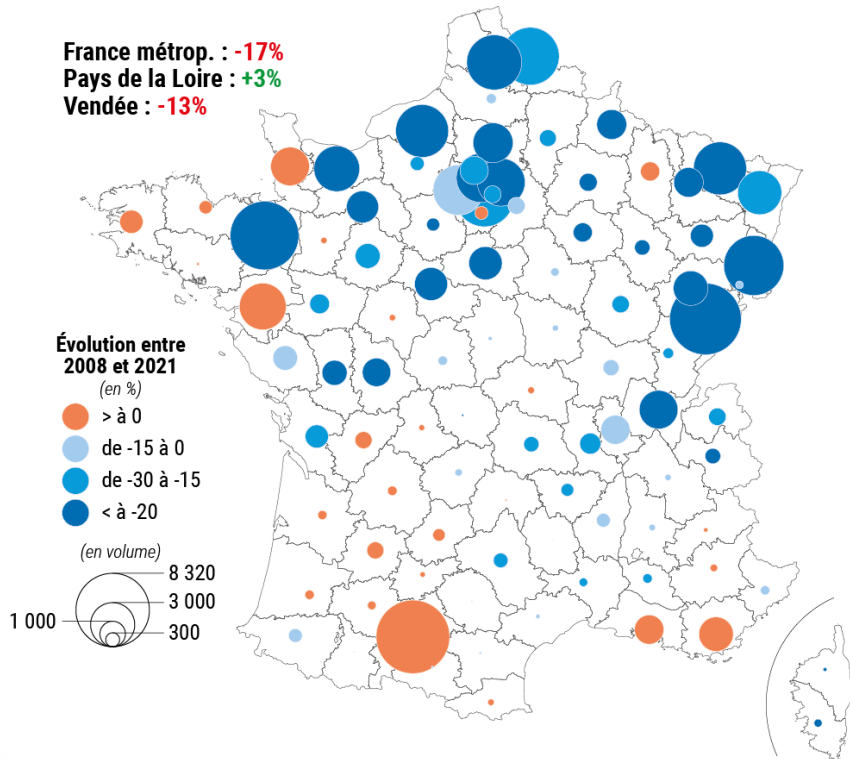 France métrop. : -17%
Pays de la Loire : +3%
Vendée : -13%
Évolution entre
2008 et 2021
(en %)
> à 0
de -15 à 0
de -30 à -15
< à -20
(en volume)
8 320
3 000
1 000
300